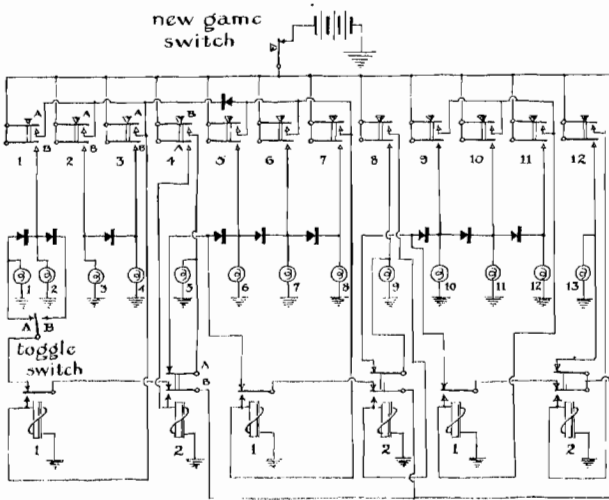 new game
switch
A A A B
B B B A
1 2 3 4 5 6 7 8 9 10 11 12
1 2 3 4 5 6 7 8 9 10 11 12 13
A B
toggle
switch
A
B
1 2 1 2 1 2